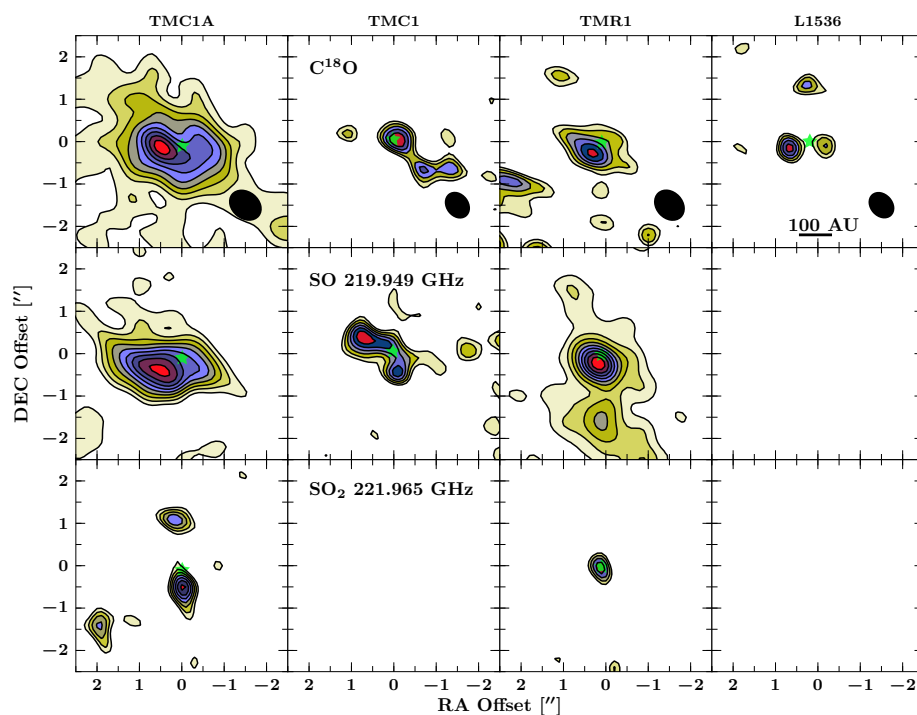 TMC1A TMC1 TMR1 L1536
2
C¹⁸O
1
0
−1
−2
100 AU
2
SO 219.949 GHz
1
0
−1
−2
DEC Offset [″]
2
SO₂ 221.965 GHz
1
0
−1
−2
2 1 0 −1 −2 2 1 0 −1 −2 2 1 0 −1 −2 2 1 0 −1 −2
RA Offset [″]